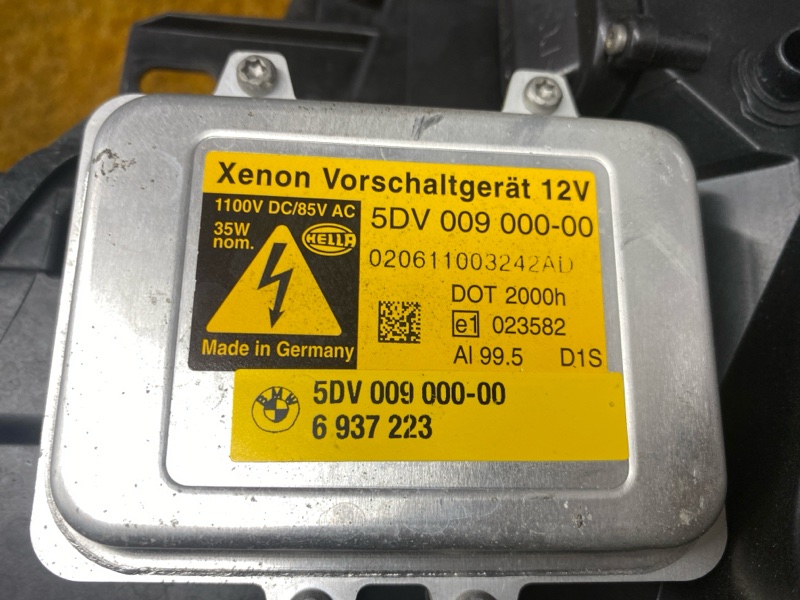 Xenon Vorschaltgerät 12V
1100V DC/85V AC
35W
nom.
HELLA
Made in Germany
5DV 009 000-00
020611003242AD
DOT 2000h
e1 023582
Al 99.5 D1S
BMW
5DV 009 000-00
6 937 223